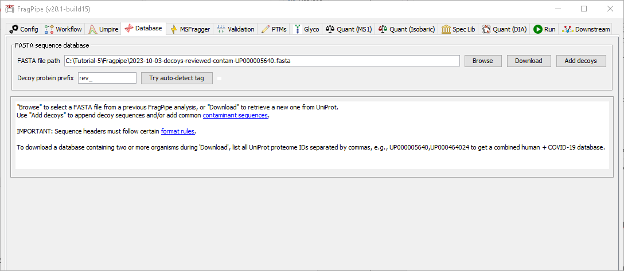 FragPipe (v20.1-build15)
Config Workflow Umpire Database MSFragger Validation PTMs Glyco Quant (MS1) Quant (Isobaric) Spec Lib Quant (DIA) Run Downstream
FASTA sequence database
FASTA file path C:\Tutorial-5\Fragpipe\2023-10-03-decoys-reviewed-contam-UP000005640.fasta Browse Download Add decoys
Decoy protein prefix rev_ Try auto-detect tag
"Browse" to select a FASTA file from a previous FragPipe analysis, or "Download" to retrieve a new one from UniProt.
Use "Add decoys" to append decoy sequences and/or add common contaminant sequences.
IMPORTANT: Sequence headers must follow certain format rules.
To download a database containing two or more organisms during 'Download', list all UniProt proteome IDs separated by commas, e.g., UP000005640,UP000464024 to get a combined human + COVID-19 database.